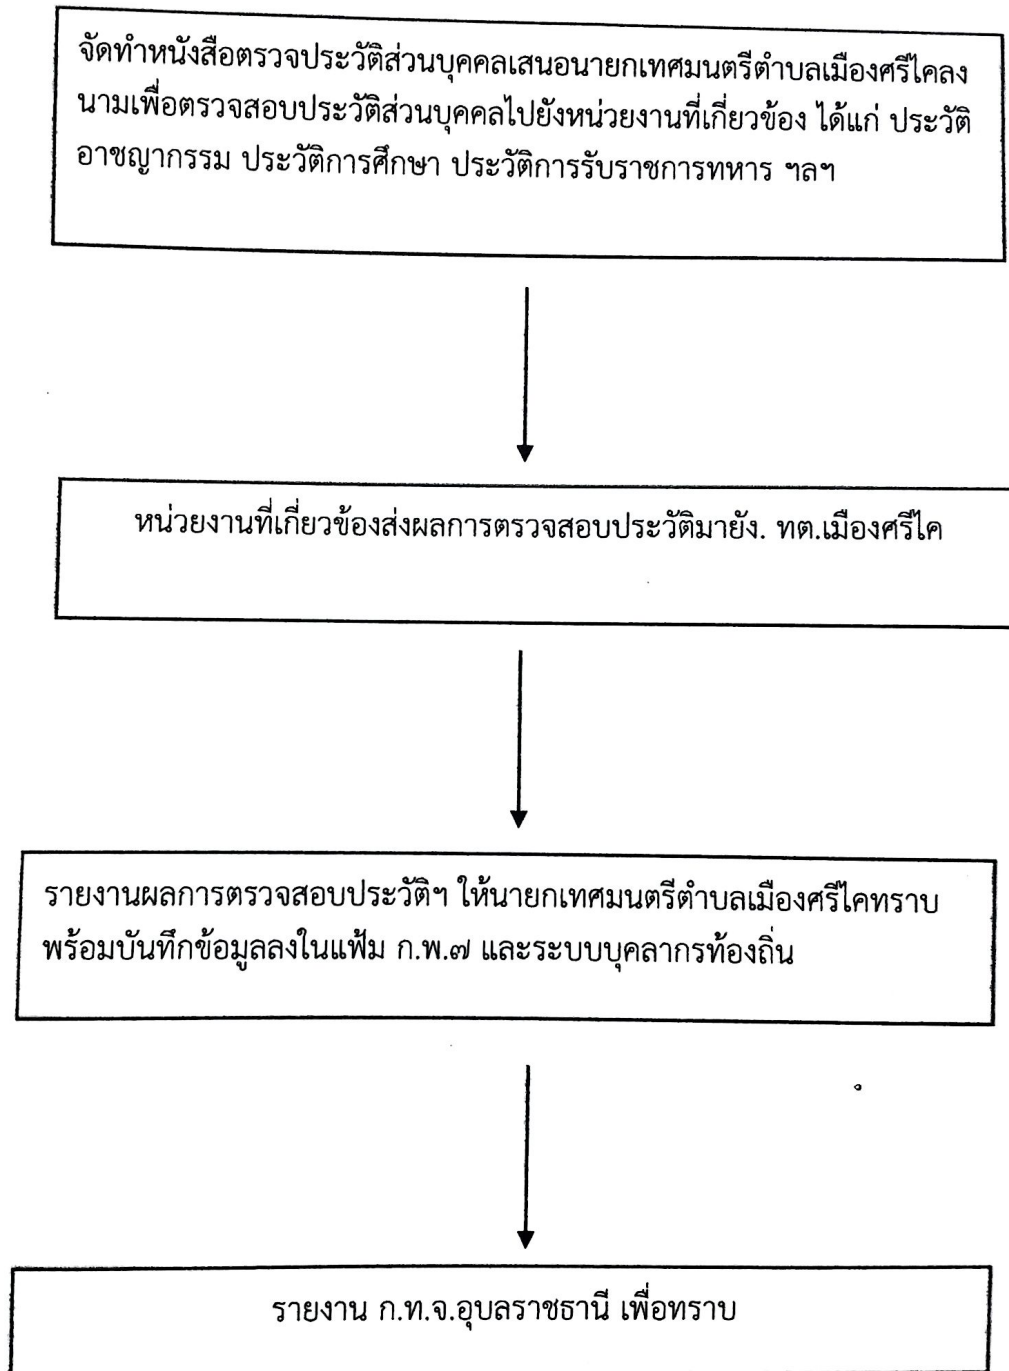 จัดทำหนังสือตรวจประวัติส่วนบุคคลเสนอนายกเทศมนตรีตำบลเมืองศรีไคลง
นามเพื่อตรวจสอบประวัติส่วนบุคคลไปยังหน่วยงานที่เกี่ยวข้อง ได้แก่ ประวัติ
อาชญากรรม ประวัติการศึกษา ประวัติการรับราชการทหาร ฯลฯ
หน่วยงานที่เกี่ยวข้องส่งผลการตรวจสอบประวัติมายัง. ทต.เมืองศรีไค
รายงานผลการตรวจสอบประวัติฯ ให้นายกเทศมนตรีตำบลเมืองศรีไคทราบ
พร้อมบันทึกข้อมูลลงในแฟ้ม ก.พ.๗ และระบบบุคลากรท้องถิ่น
รายงาน ก.ท.จ.อุบลราชธานี เพื่อทราบ